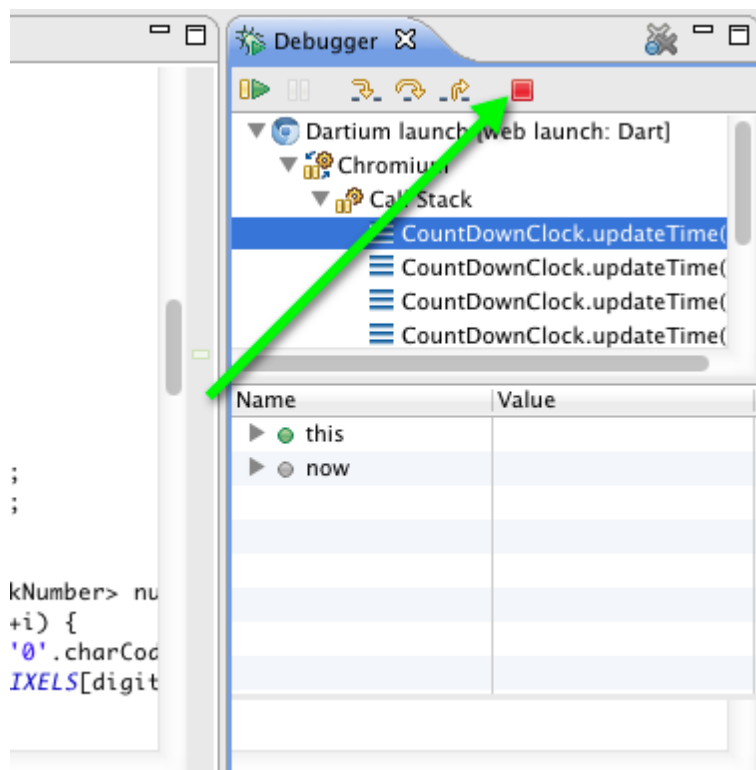 Debugger
Dartium launch [web launch: Dart]
Chromium
Call Stack
CountDownClock.updateTime(
CountDownClock.updateTime(
CountDownClock.updateTime(
CountDownClock.updateTime(
Name Value
this
now
;
;
kNumber> nu
+i) {
'0'.charCod
IXELS[digit